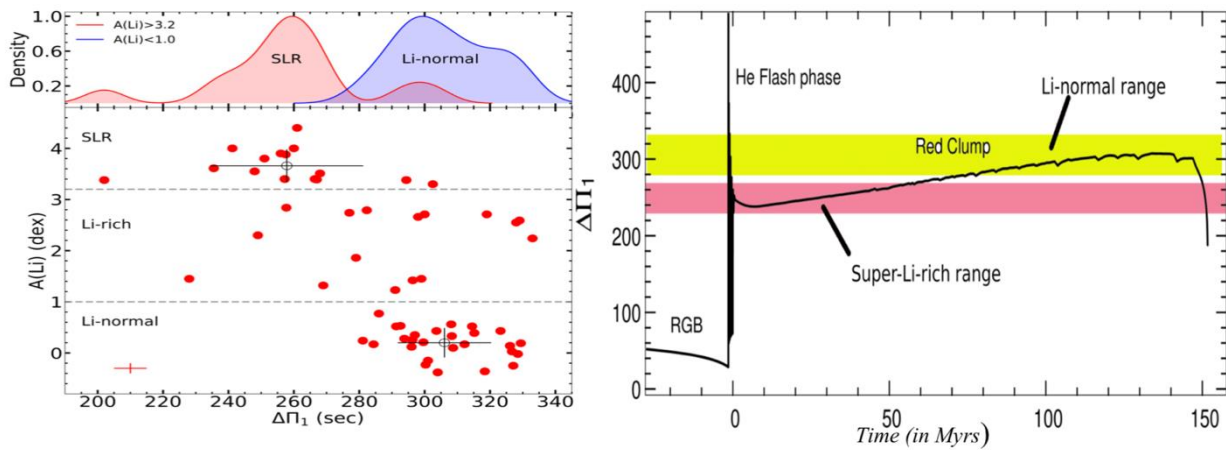 A(Li)>3.2
A(Li)<1.0
SLR
Li-normal
Density
1.0
0.6
0.2
SLR
Li-rich
Li-normal
A(Li) (dex)
4
3
2
1
0
200 220 240 260 280 300 320 340
ΔΠ1 (sec)
He Flash phase
Li-normal range
Red Clump
Super-Li-rich range
RGB
ΔΠ1
400
300
200
100
0
0 50 100 150
Time (in Myrs)